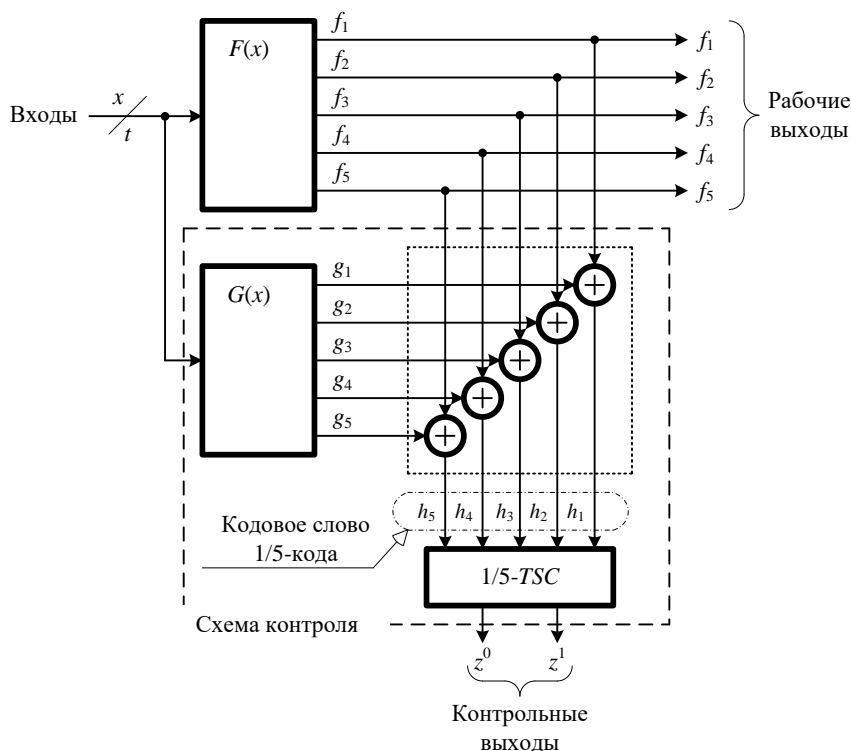 f₁
F(x)
f₁
f₂
f₂
x
f₃
Входы
f₃
Рабочие
выходы
t
f₄
f₄
f₅
f₅
g₁
G(x)
g₂
g₃
g₄
g₅
h₅ h₄ h₃ h₂ h₁
Кодовое слово
1/5-кода
1/5-TSC
Схема контроля
z⁰ z¹
Контрольные
выходы